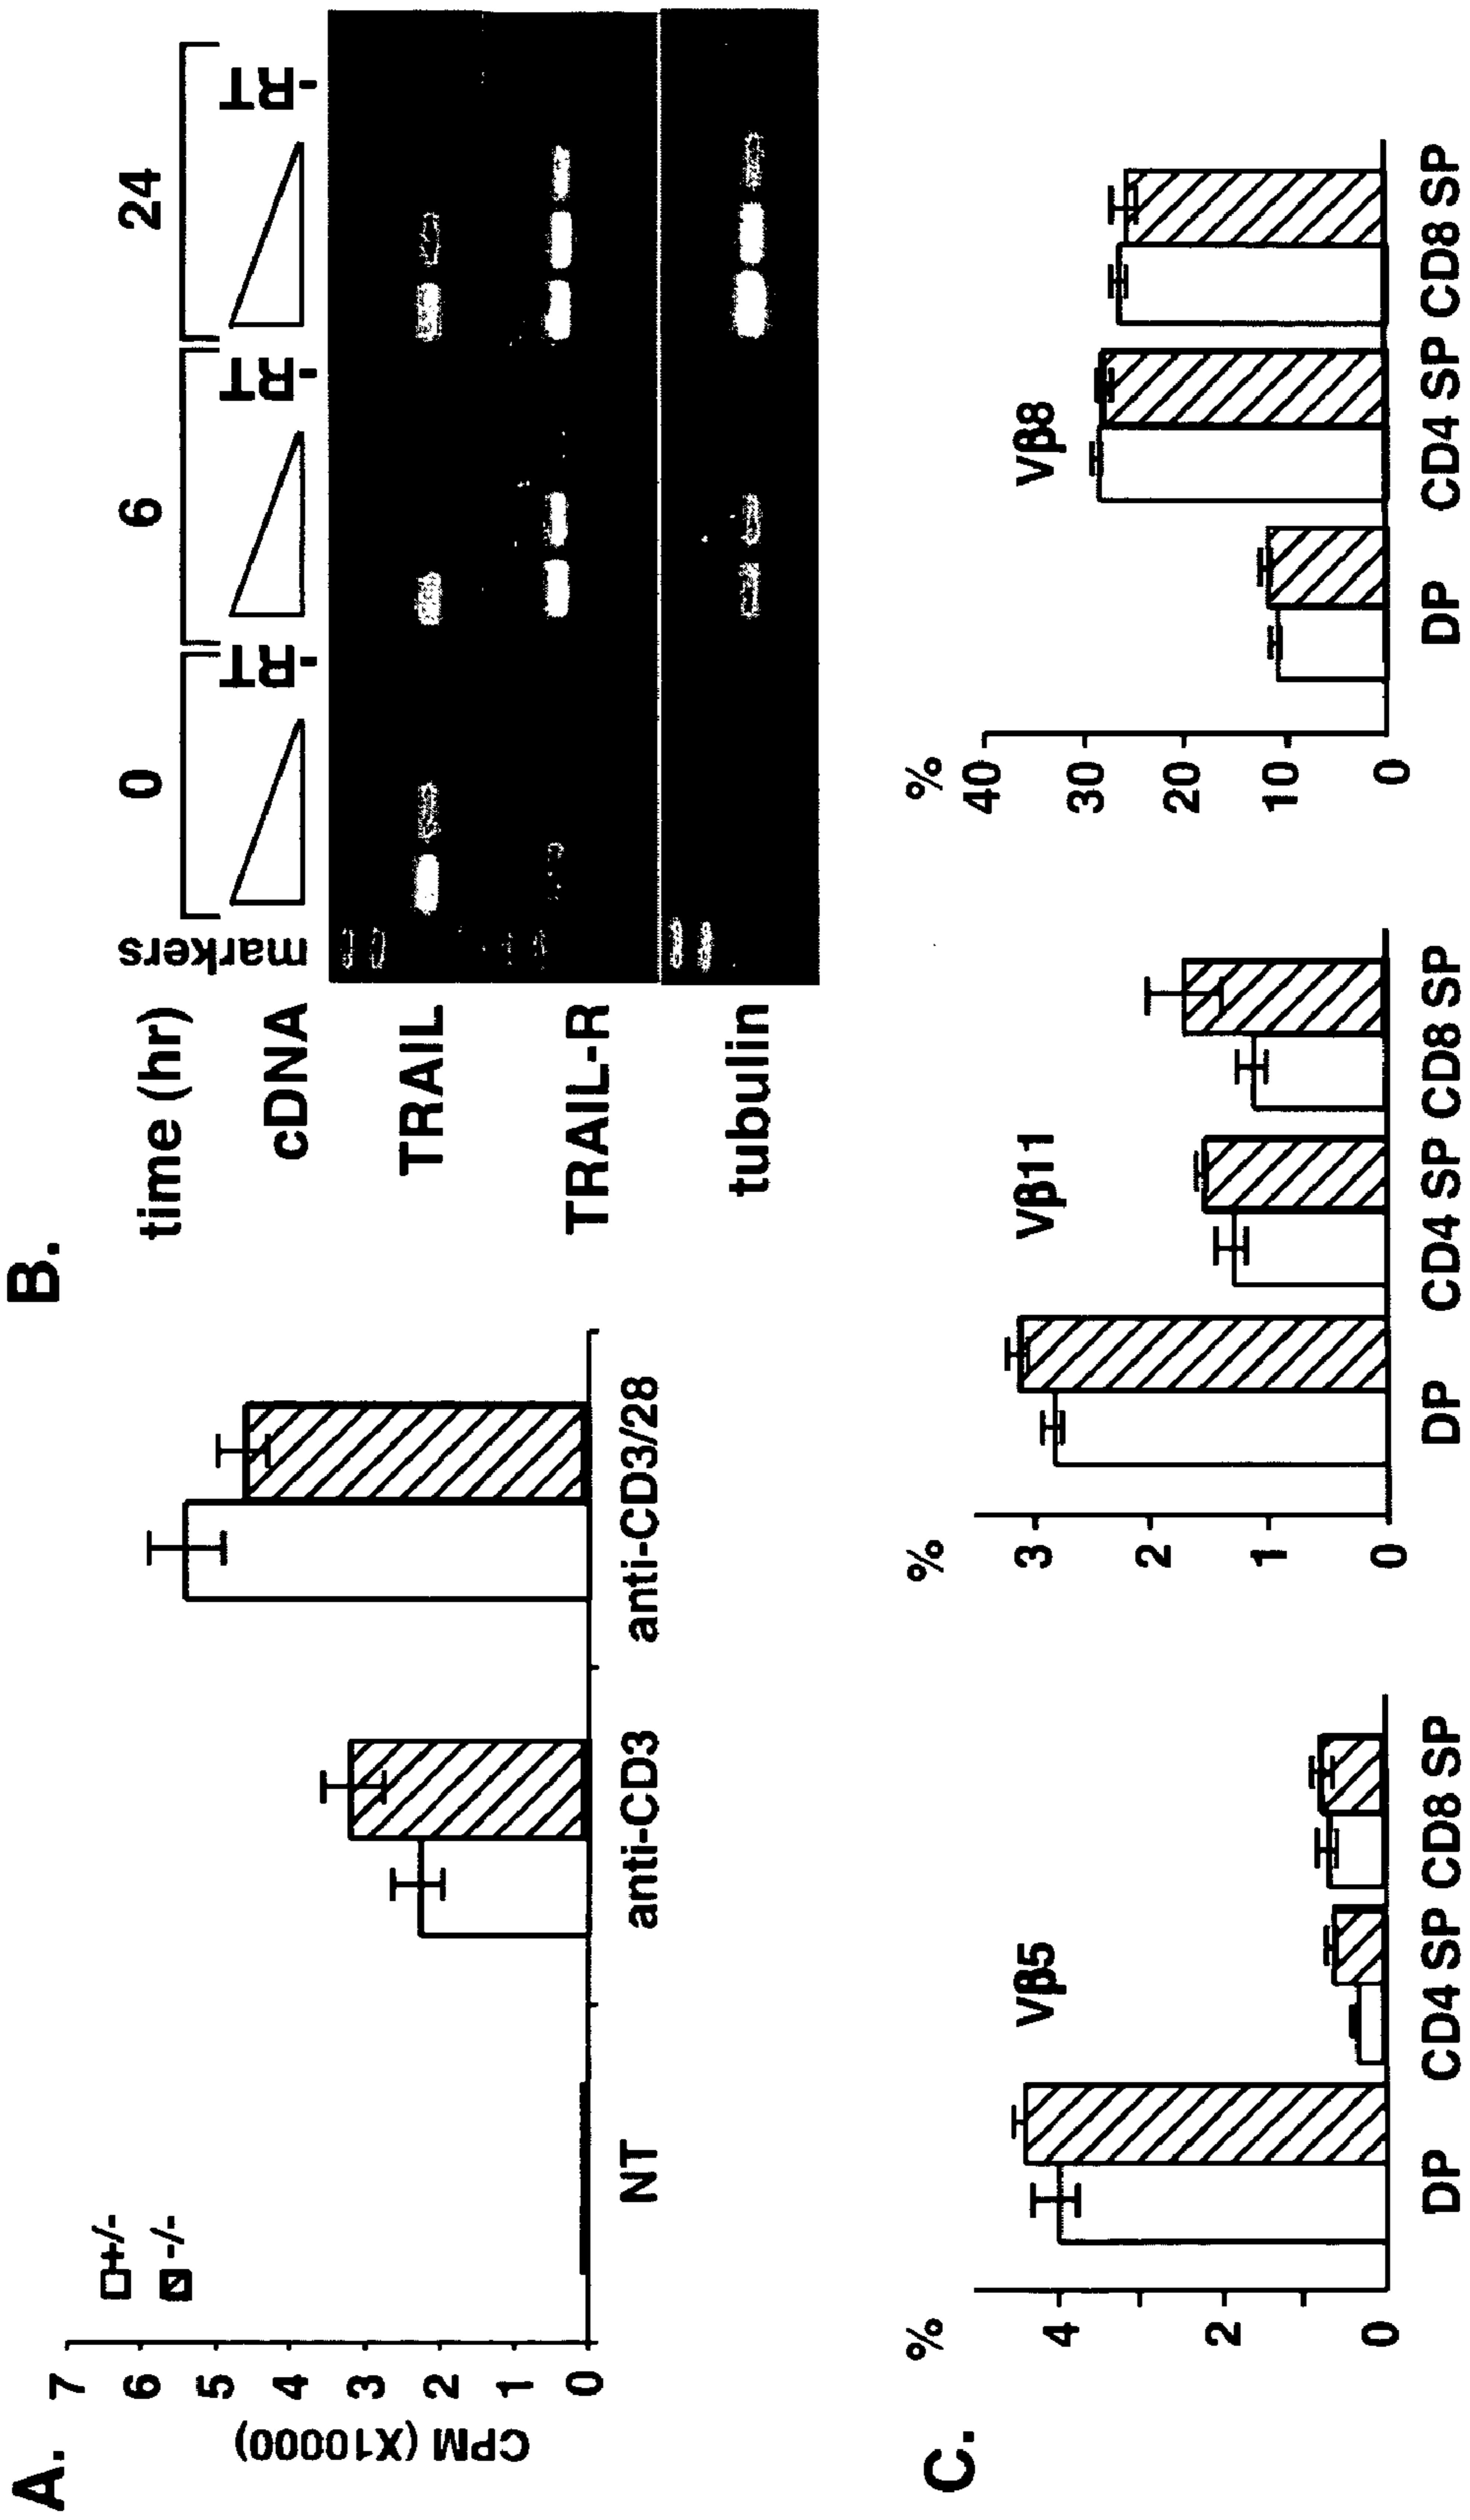 A.
CPM (X10000)
7
6
5
4
3
2
1
0
+/-
-/-
NT
anti-CD3
anti-CD3/28
B.
time (hr)
0
6
24
cDNA
markers
-RT
-RT
-RT
TRAIL
TRAIL-R
tubulin
C.
%
4
2
0
Vβ5
DP
CD4 SP
CD8 SP
%
3
2
1
0
Vβ11
DP
CD4 SP
CD8 SP
%
40
30
20
10
0
Vβ8
DP
CD4 SP
CD8 SP